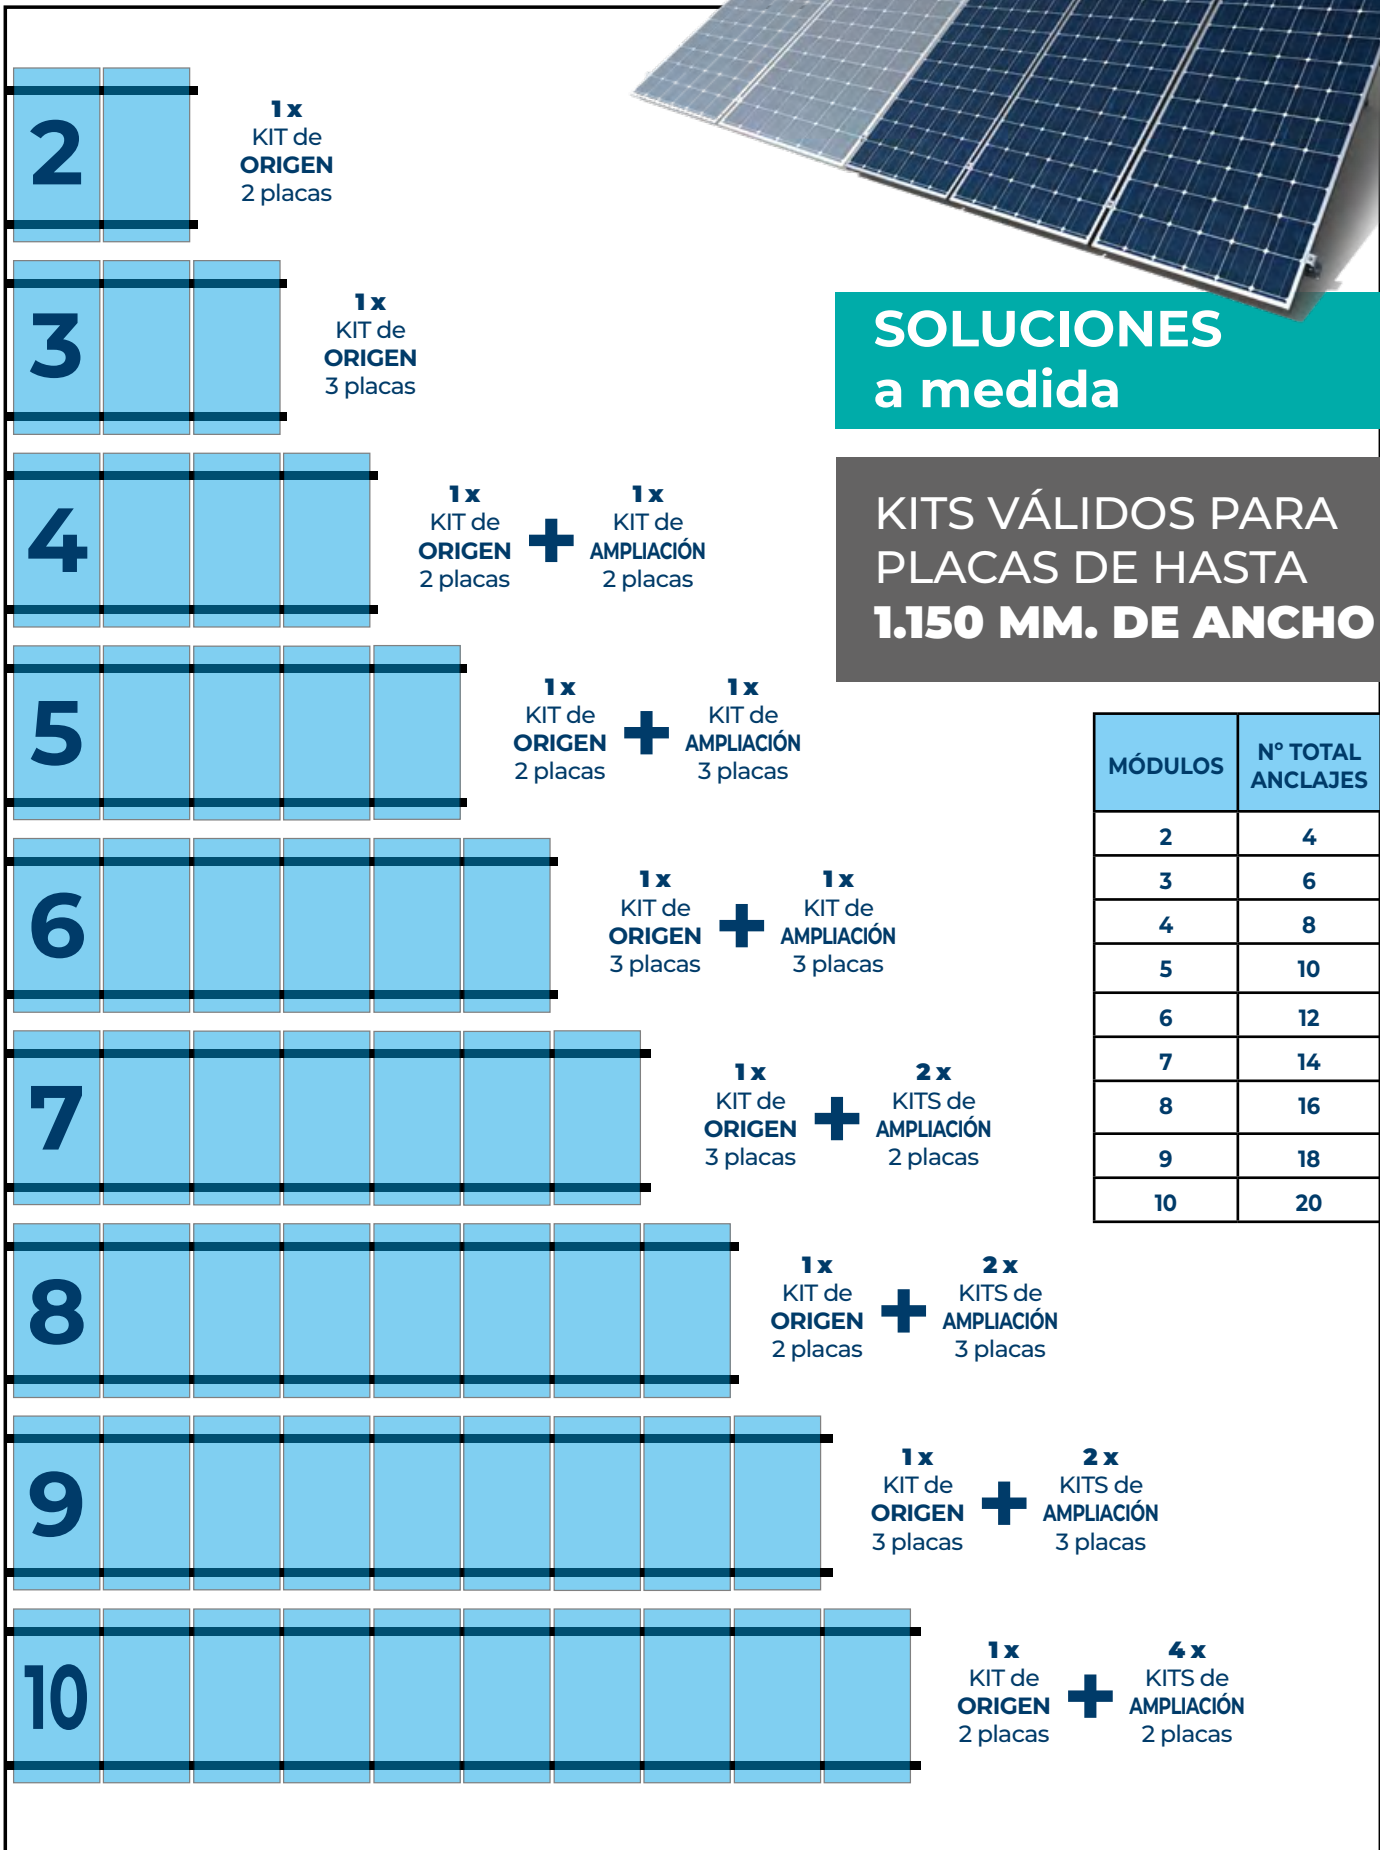 2
1 x
KIT de
ORIGEN
2 placas
3
1 x
KIT de
ORIGEN
3 placas
SOLUCIONES
a medida
4
1 x
KIT de
ORIGEN
2 placas
+
1 x
KIT de
AMPLIACIÓN
2 placas
KITS VÁLIDOS PARA
PLACAS DE HASTA
1.150 MM. DE ANCHO
5
1 x
KIT de
ORIGEN
2 placas
+
1 x
KIT de
AMPLIACIÓN
3 placas
6
1 x
KIT de
ORIGEN
3 placas
+
1 x
KIT de
AMPLIACIÓN
3 placas
7
1 x
KIT de
ORIGEN
3 placas
+
2 x
KITS de
AMPLIACIÓN
2 placas
MÓDULOS Nº TOTAL ANCLAJES
2 4
3 6
4 8
5 10
6 12
7 14
8 16
9 18
10 20
8
1 x
KIT de
ORIGEN
2 placas
+
2 x
KITS de
AMPLIACIÓN
3 placas
9
1 x
KIT de
ORIGEN
3 placas
+
2 x
KITS de
AMPLIACIÓN
3 placas
10
1 x
KIT de
ORIGEN
2 placas
+
4 x
KITS de
AMPLIACIÓN
2 placas